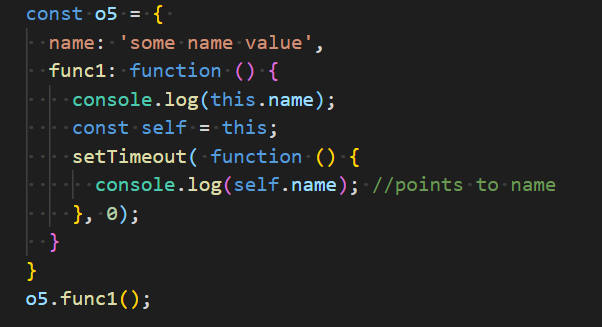 const o5 = {
  name: 'some name value',
  func1: function () {
    console.log(this.name);
    const self = this;
    setTimeout( function () {
      console.log(self.name); //points to name
    }, 0);
  }
}
o5.func1();